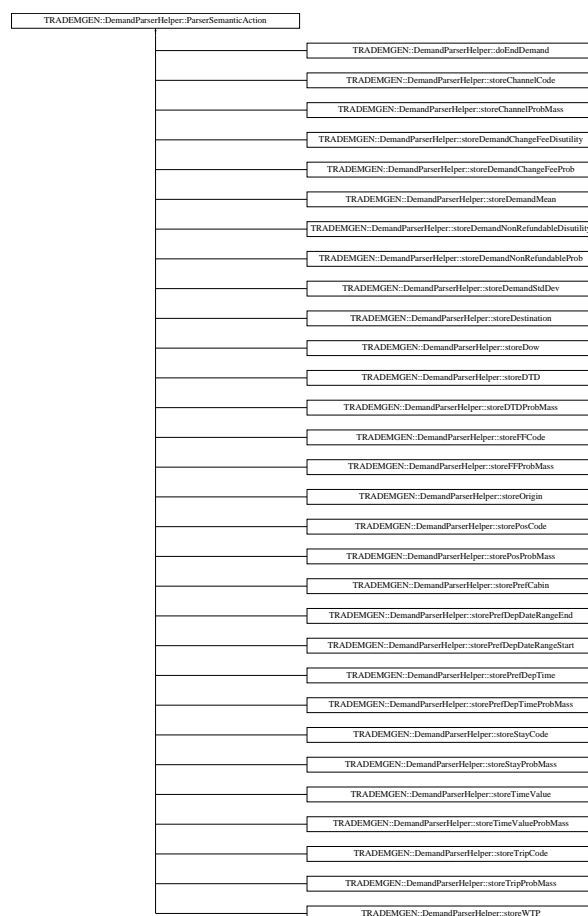 TRADEMGEN::DemandParserHelper::ParserSemanticAction
TRADEMGEN::DemandParserHelper::doEndDemand
TRADEMGEN::DemandParserHelper::storeChannelCode
TRADEMGEN::DemandParserHelper::storeChannelProbMass
TRADEMGEN::DemandParserHelper::storeDemandChangeFeeDisutility
TRADEMGEN::DemandParserHelper::storeDemandChangeFeeProb
TRADEMGEN::DemandParserHelper::storeDemandMean
TRADEMGEN::DemandParserHelper::storeDemandNonRefundableDisutility
TRADEMGEN::DemandParserHelper::storeDemandNonRefundableProb
TRADEMGEN::DemandParserHelper::storeDemandStdDev
TRADEMGEN::DemandParserHelper::storeDestination
TRADEMGEN::DemandParserHelper::storeDow
TRADEMGEN::DemandParserHelper::storeDTD
TRADEMGEN::DemandParserHelper::storeDTDProbMass
TRADEMGEN::DemandParserHelper::storeFFCode
TRADEMGEN::DemandParserHelper::storeFFProbMass
TRADEMGEN::DemandParserHelper::storeOrigin
TRADEMGEN::DemandParserHelper::storePosCode
TRADEMGEN::DemandParserHelper::storePosProbMass
TRADEMGEN::DemandParserHelper::storePrefCabin
TRADEMGEN::DemandParserHelper::storePrefDepDateRangeEnd
TRADEMGEN::DemandParserHelper::storePrefDepDateRangeStart
TRADEMGEN::DemandParserHelper::storePrefDepTime
TRADEMGEN::DemandParserHelper::storePrefDepTimeProbMass
TRADEMGEN::DemandParserHelper::storeStayCode
TRADEMGEN::DemandParserHelper::storeStayProbMass
TRADEMGEN::DemandParserHelper::storeTimeValue
TRADEMGEN::DemandParserHelper::storeTimeValueProbMass
TRADEMGEN::DemandParserHelper::storeTripCode
TRADEMGEN::DemandParserHelper::storeTripProbMass
TRADEMGEN::DemandParserHelper::storeWTP